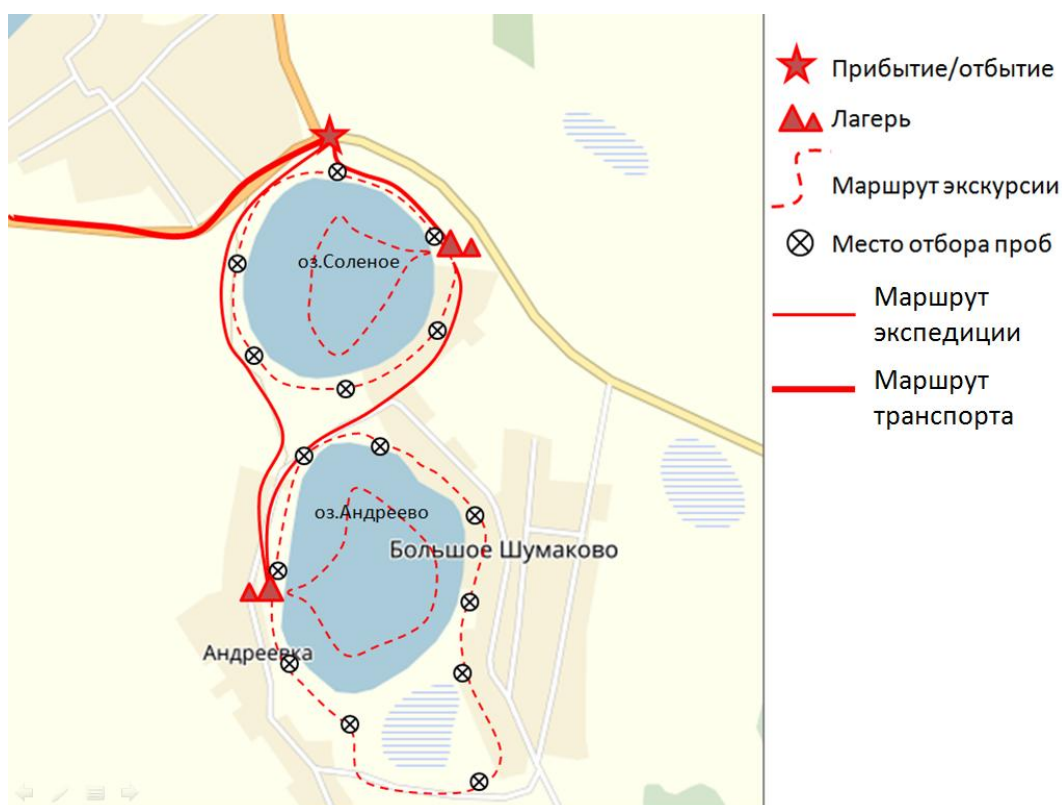 оз.Соленое
оз.Андреево
Большое Шумаково
Андреевка
Прибытие/отбытие
Лагерь
Маршрут экскурсии
Место отбора проб
Маршрут
экспедиции
Маршрут
транспорта